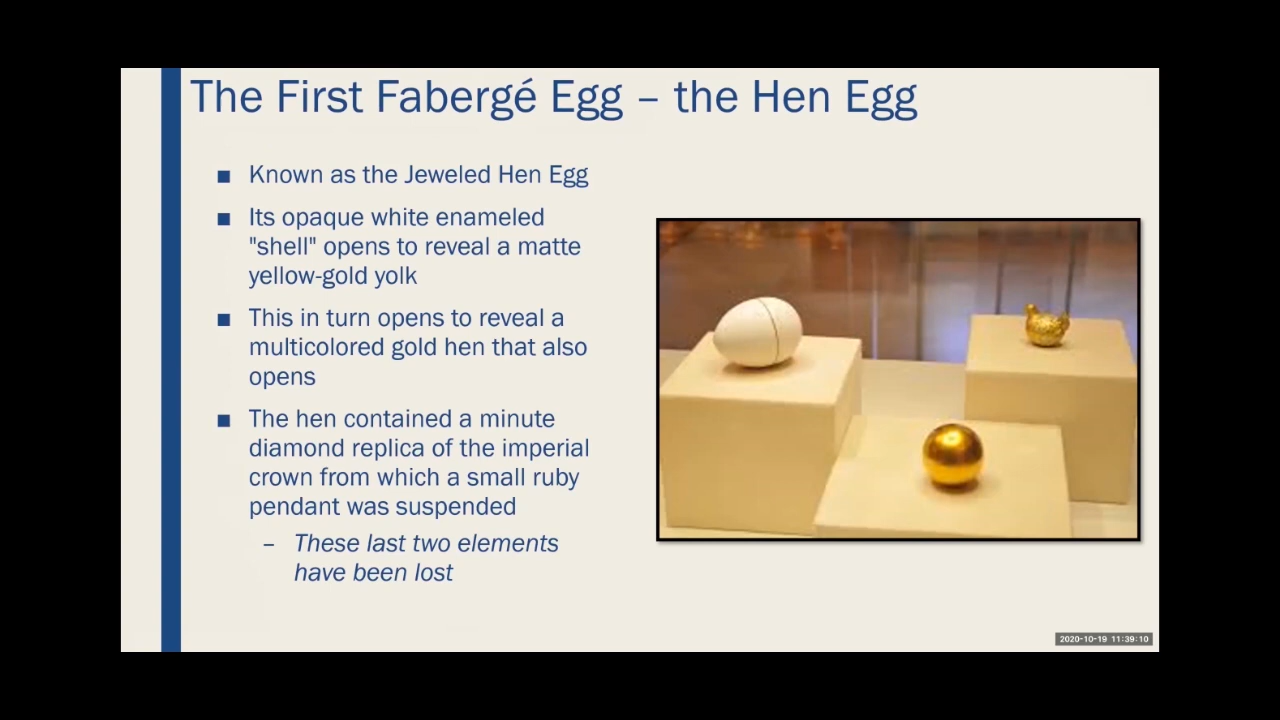 The First Fabergé Egg – the Hen Egg
■ Known as the Jeweled Hen Egg
■ Its opaque white enameled
"shell" opens to reveal a matte
yellow-gold yolk
■ This in turn opens to reveal a
multicolored gold hen that also
opens
■ The hen contained a minute
diamond replica of the imperial
crown from which a small ruby
pendant was suspended
– These last two elements
have been lost
2020-10-19 11:39:10